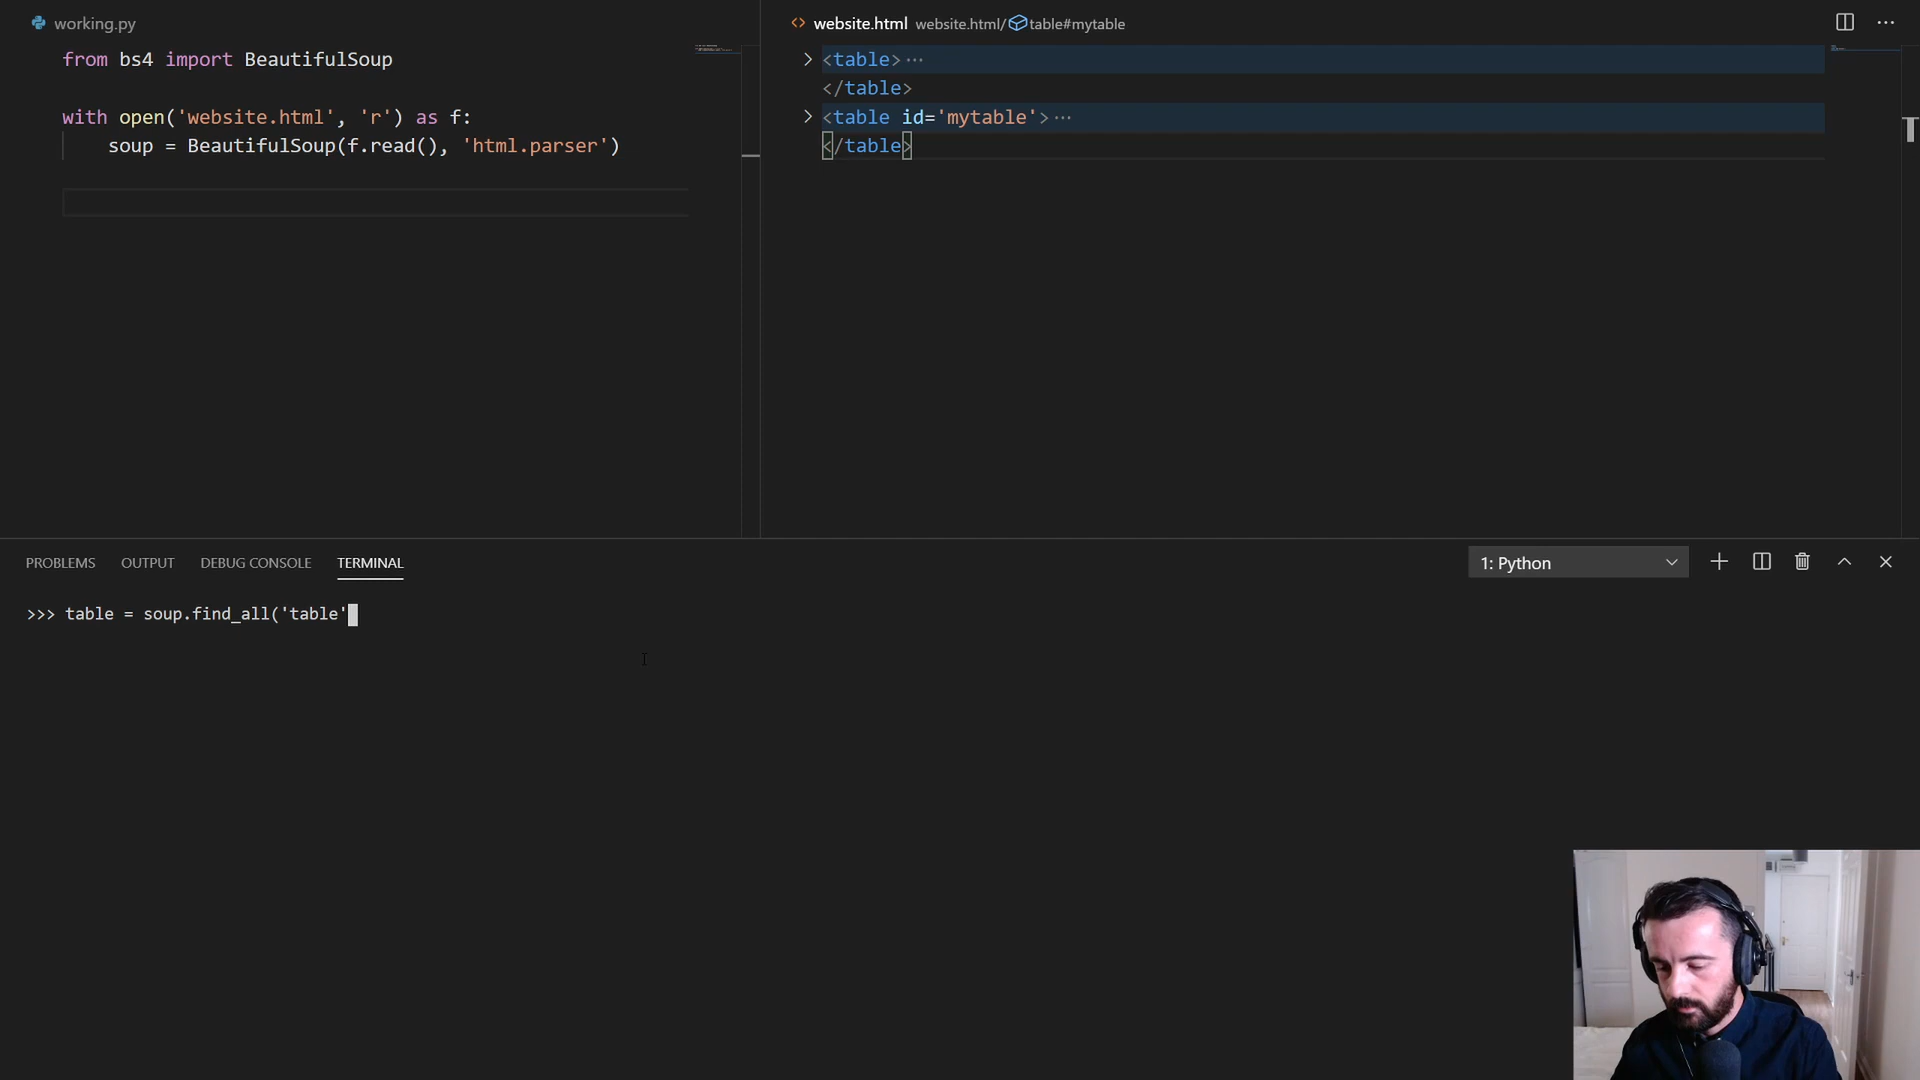 working.py
from bs4 import BeautifulSoup
with open('website.html', 'r') as f:
soup = BeautifulSoup(f.read(), 'html.parser')
website.html website.html/ table#mytable
<table>···
</table>
<table id='mytable'>···
</table>
PROBLEMS OUTPUT DEBUG CONSOLE TERMINAL
1: Python
>>> table = soup.find_all('table'